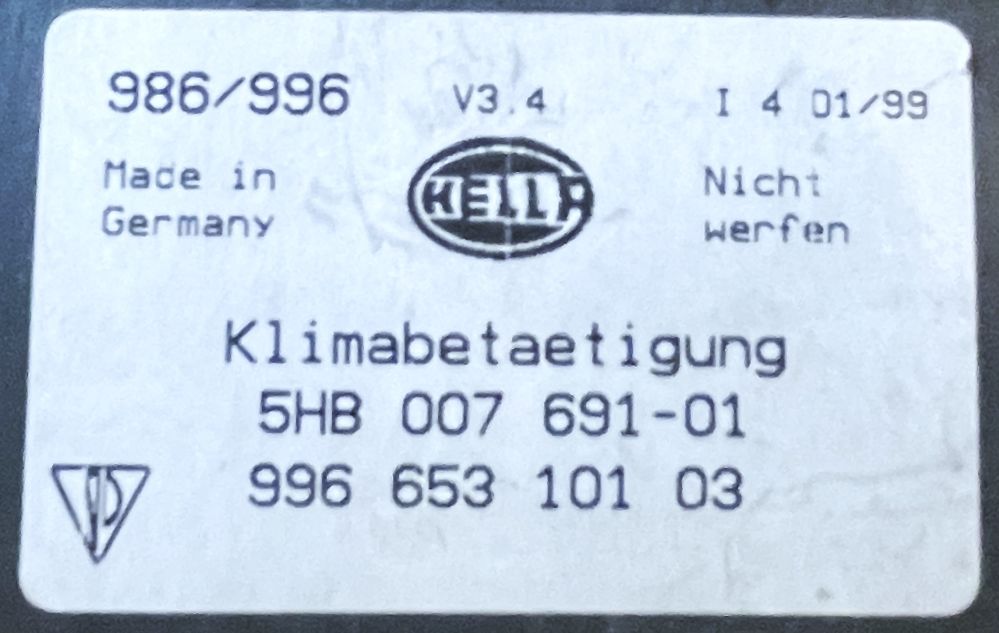 986/996 V3.4 I 4 01/99
Made in
Germany
HELLA
Nicht
werfen
Klimabetaetigung
5HB 007 691-01
996 653 101 03